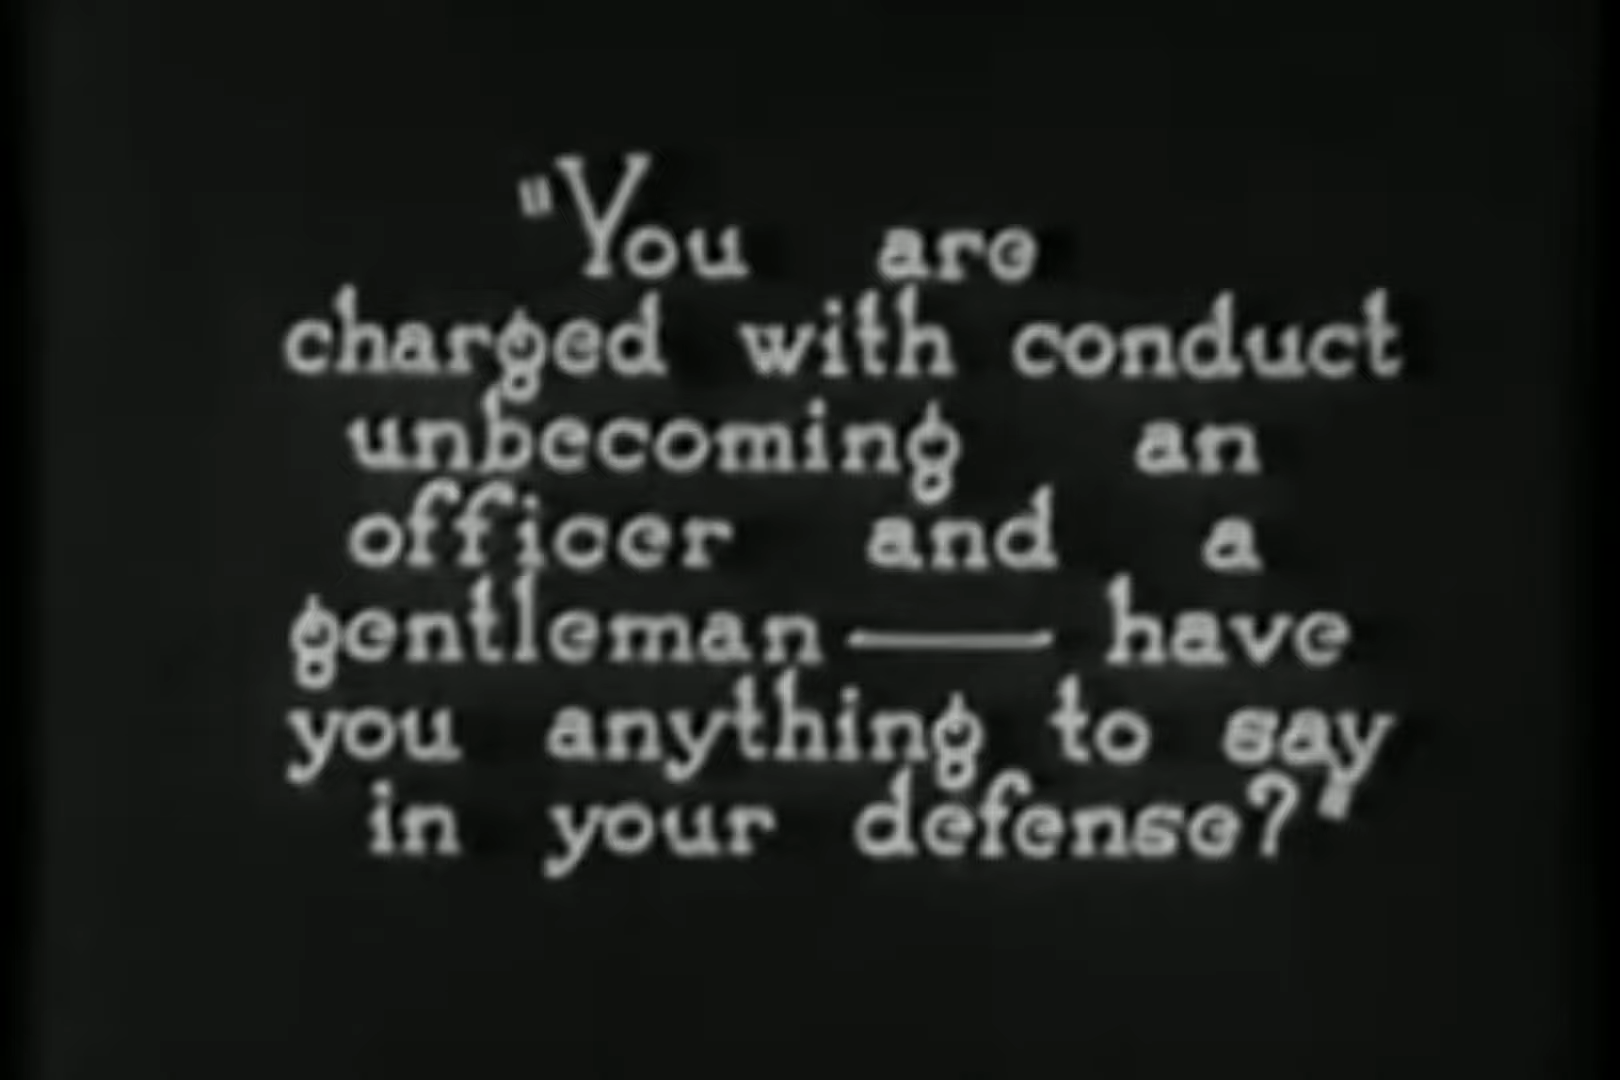 "You are
charged with conduct
unbecoming an
officer and a
gentleman — have
you anything to say
in your defense?"